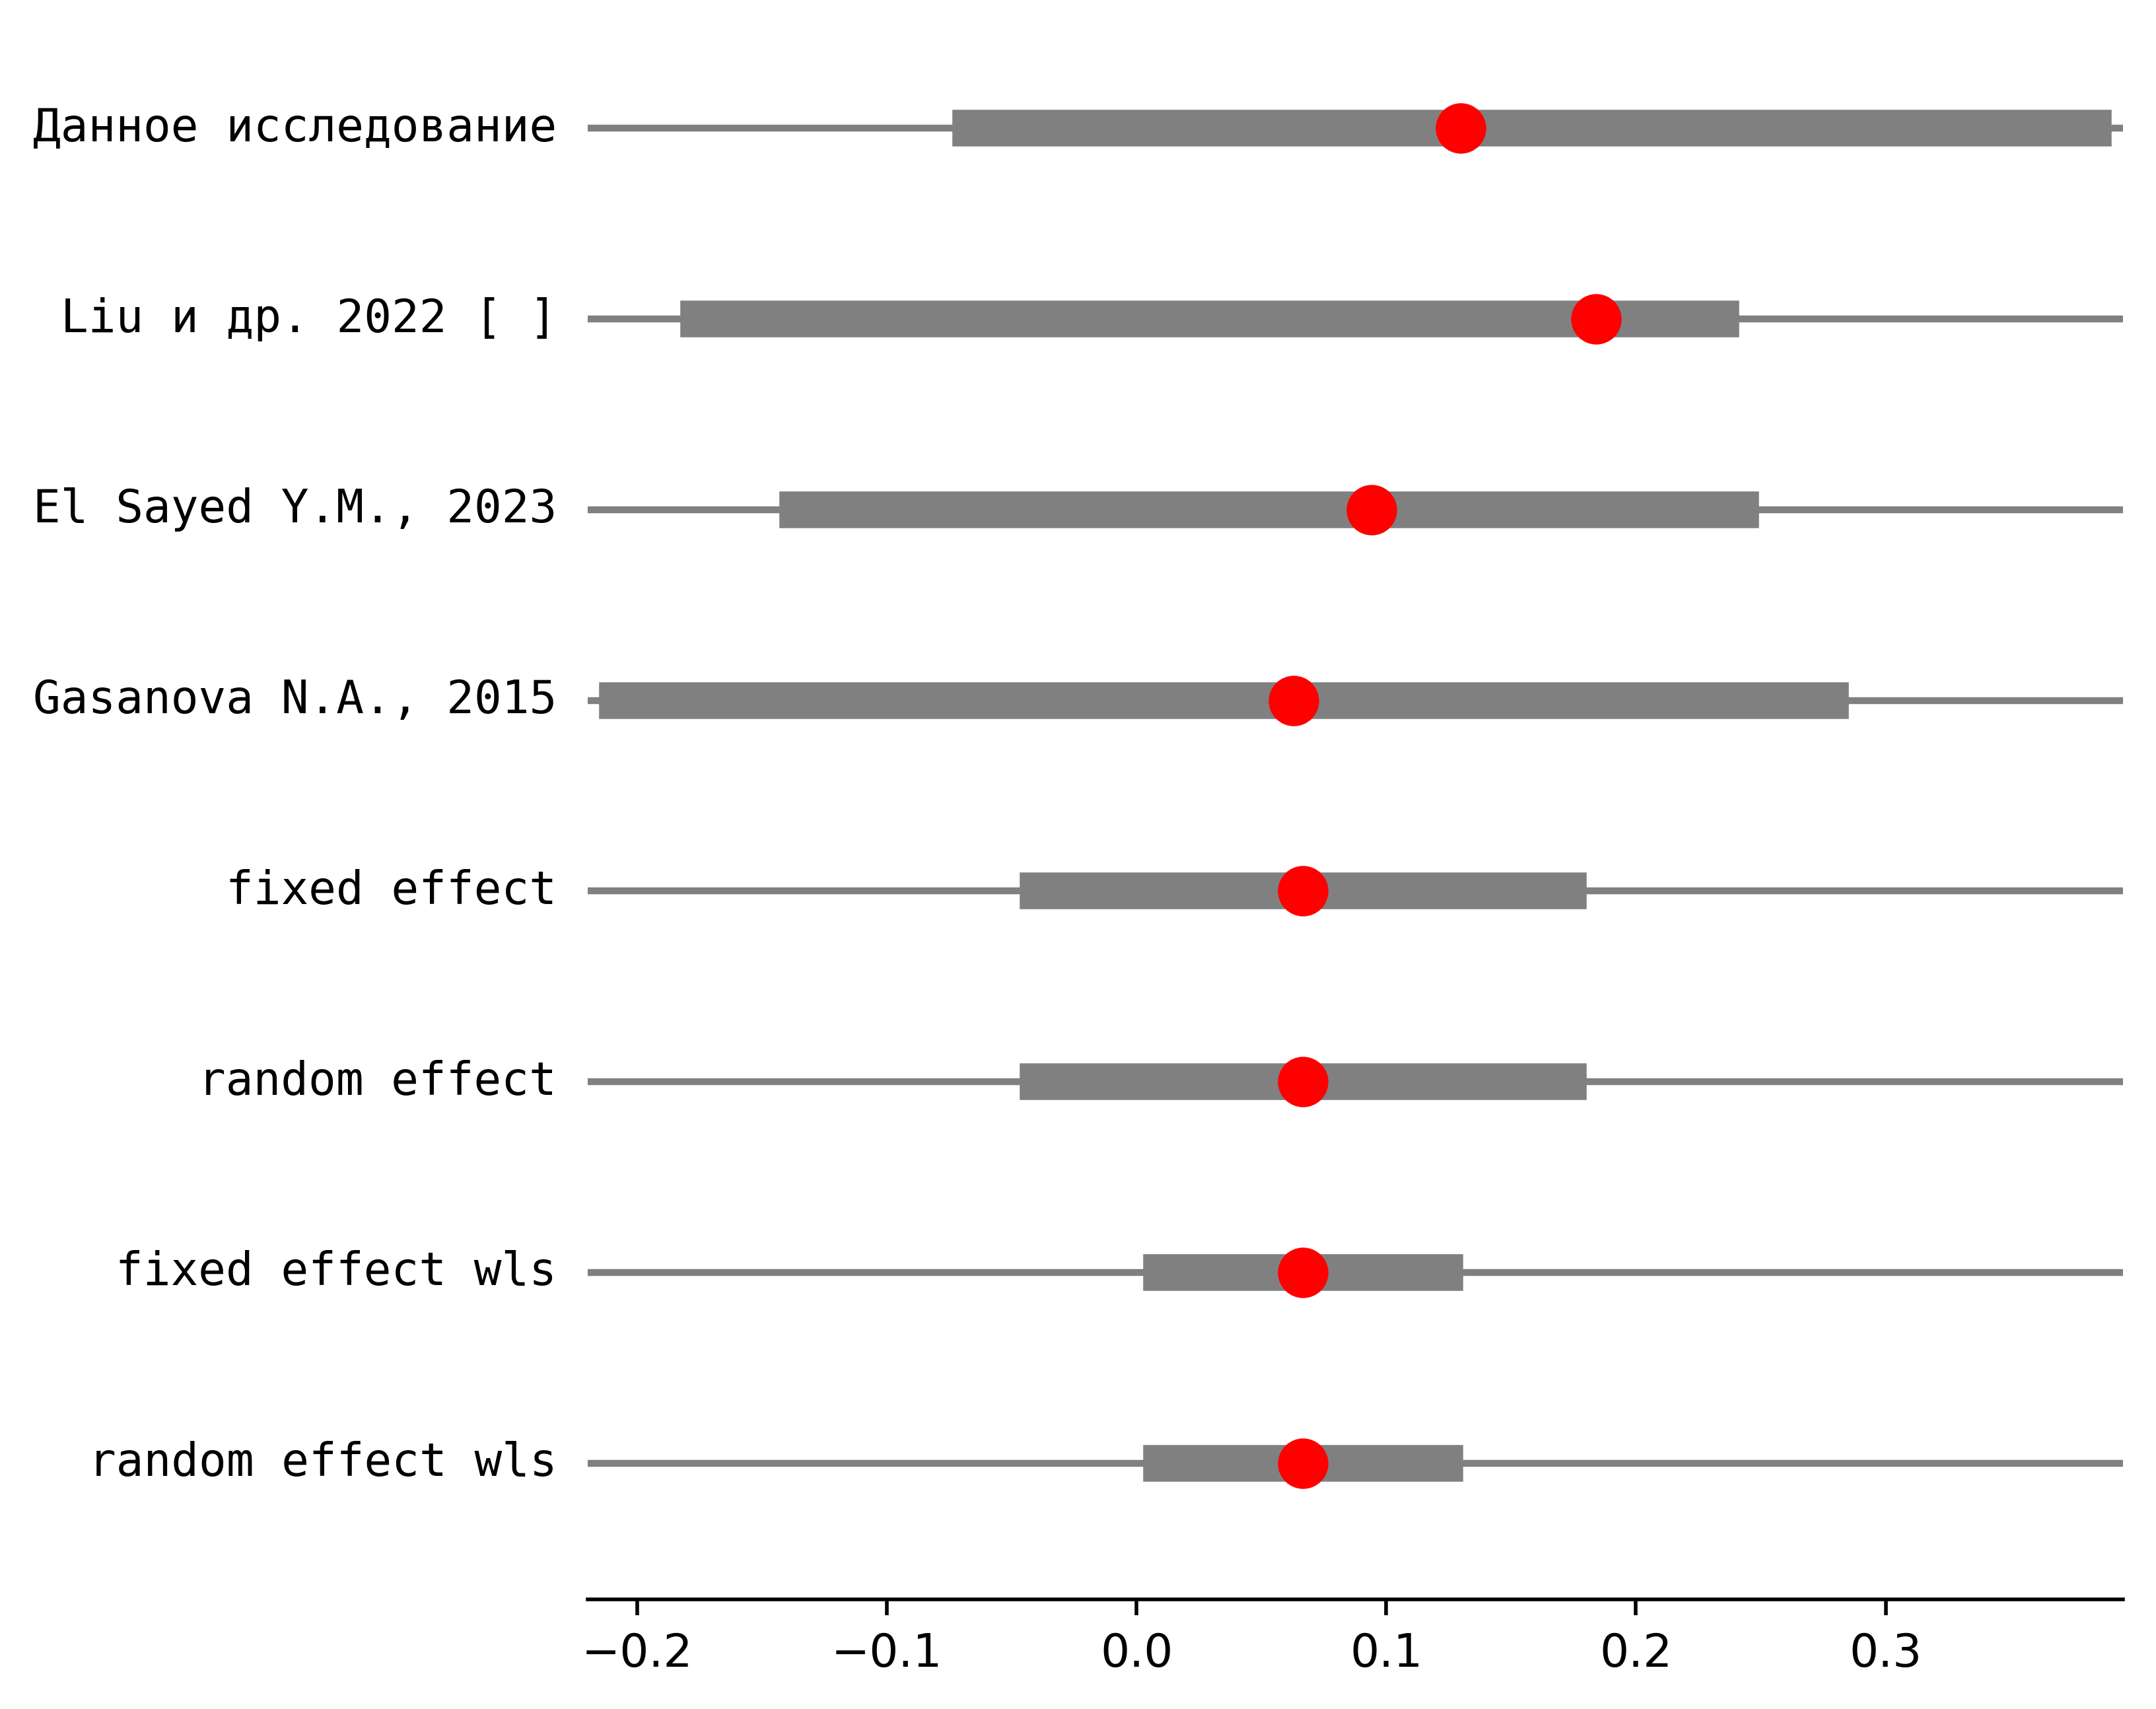 Данное исследование
Liu и др. 2022 [ ]
El Sayed Y.M., 2023
Gasanova N.A., 2015
fixed effect
random effect
fixed effect wls
random effect wls
−0.2 −0.1 0.0 0.1 0.2 0.3